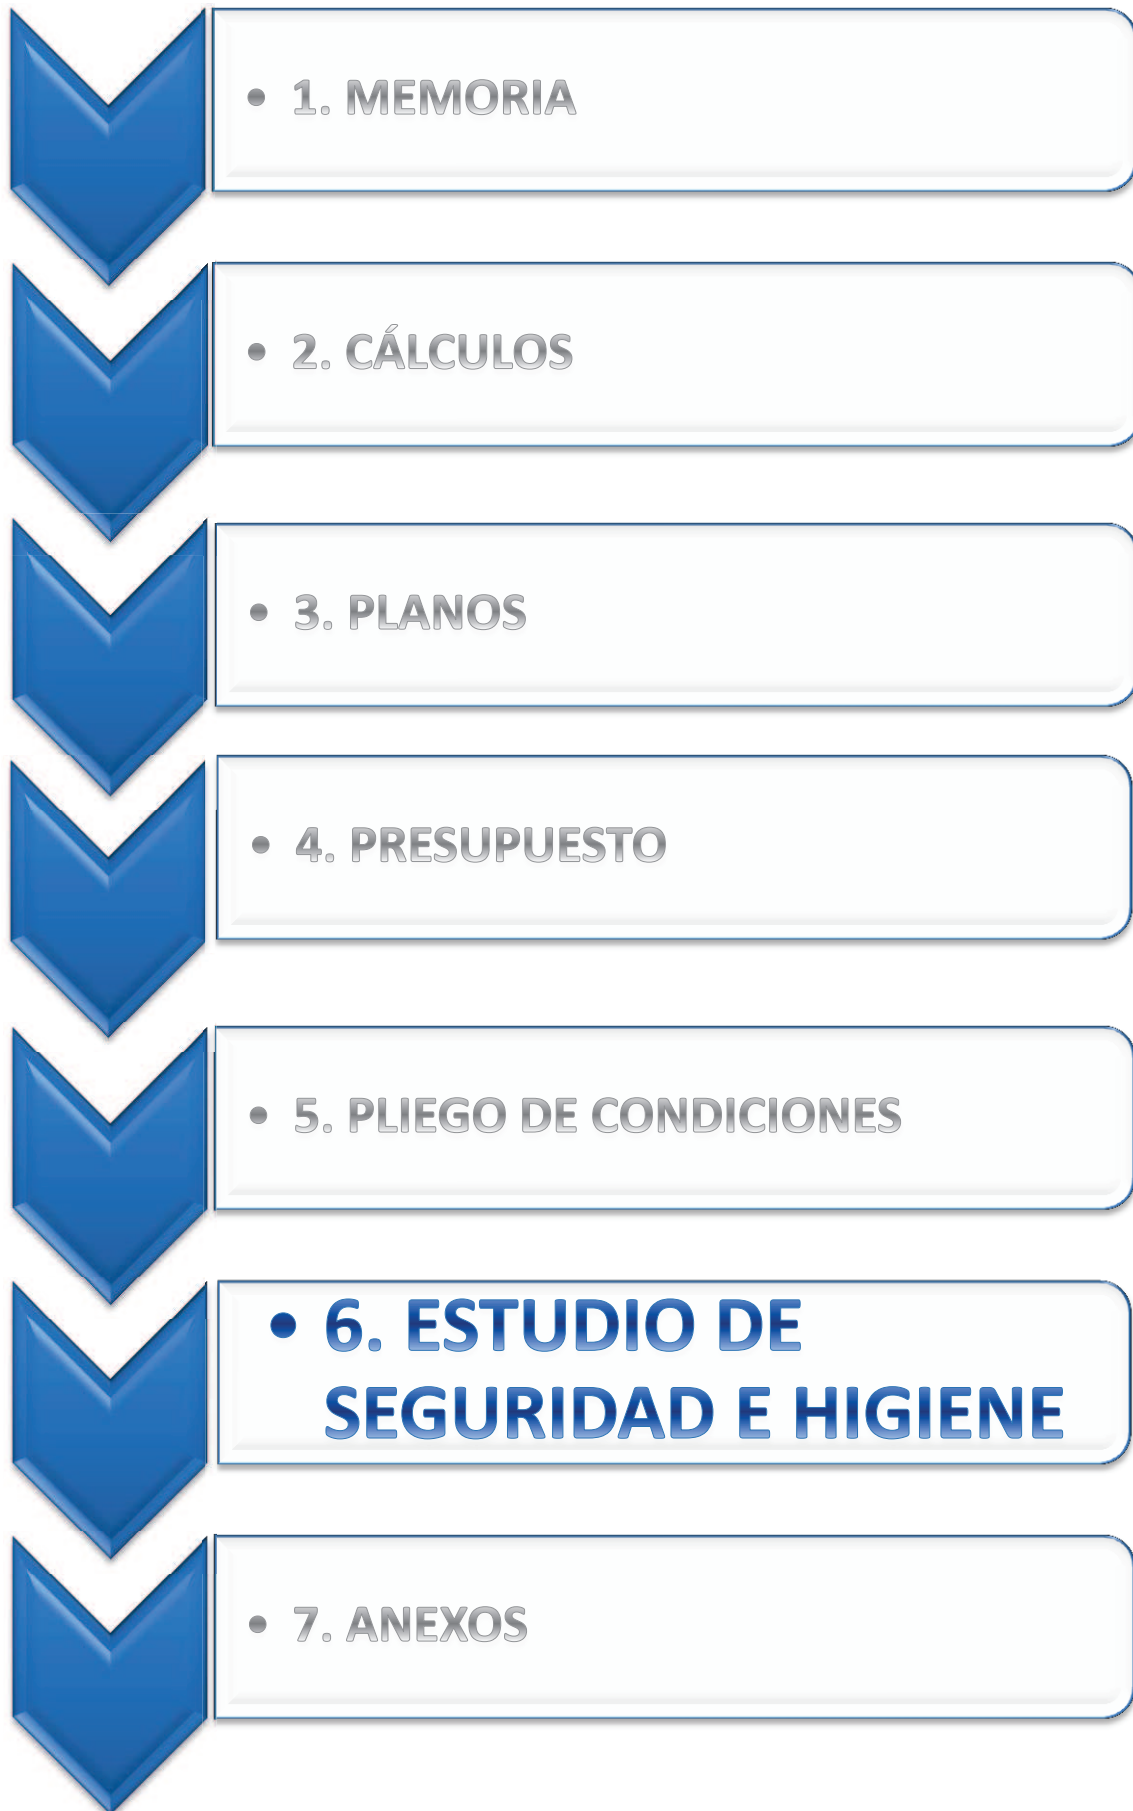 • 1. MEMORIA
• 2. CÁLCULOS
• 3. PLANOS
• 4. PRESUPUESTO
• 5. PLIEGO DE CONDICIONES
• 6. ESTUDIO DE
SEGURIDAD E HIGIENE
• 7. ANEXOS